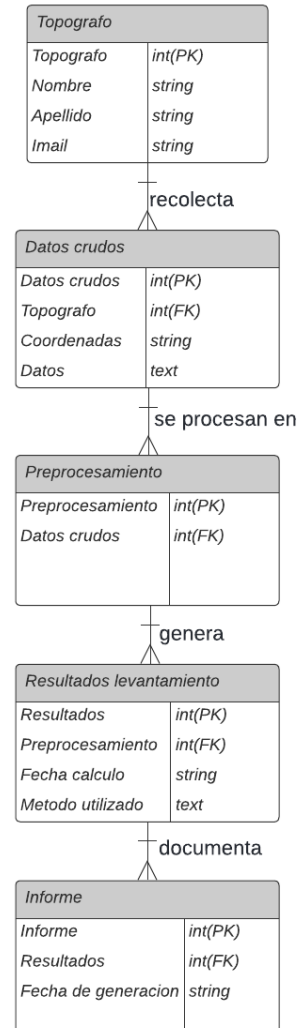 Topografo
Topografo int(PK)
Nombre string
Apellido string
Imail string
recolecta
Datos crudos
Datos crudos int(PK)
Topografo int(FK)
Coordenadas string
Datos text
se procesan en
Preprocesamiento
Preprocesamiento int(PK)
Datos crudos int(FK)
genera
Resultados levantamiento
Resultados int(PK)
Preprocesamiento int(FK)
Fecha calculo string
Metodo utilizado text
documenta
Informe
Informe int(PK)
Resultados int(FK)
Fecha de generacion string